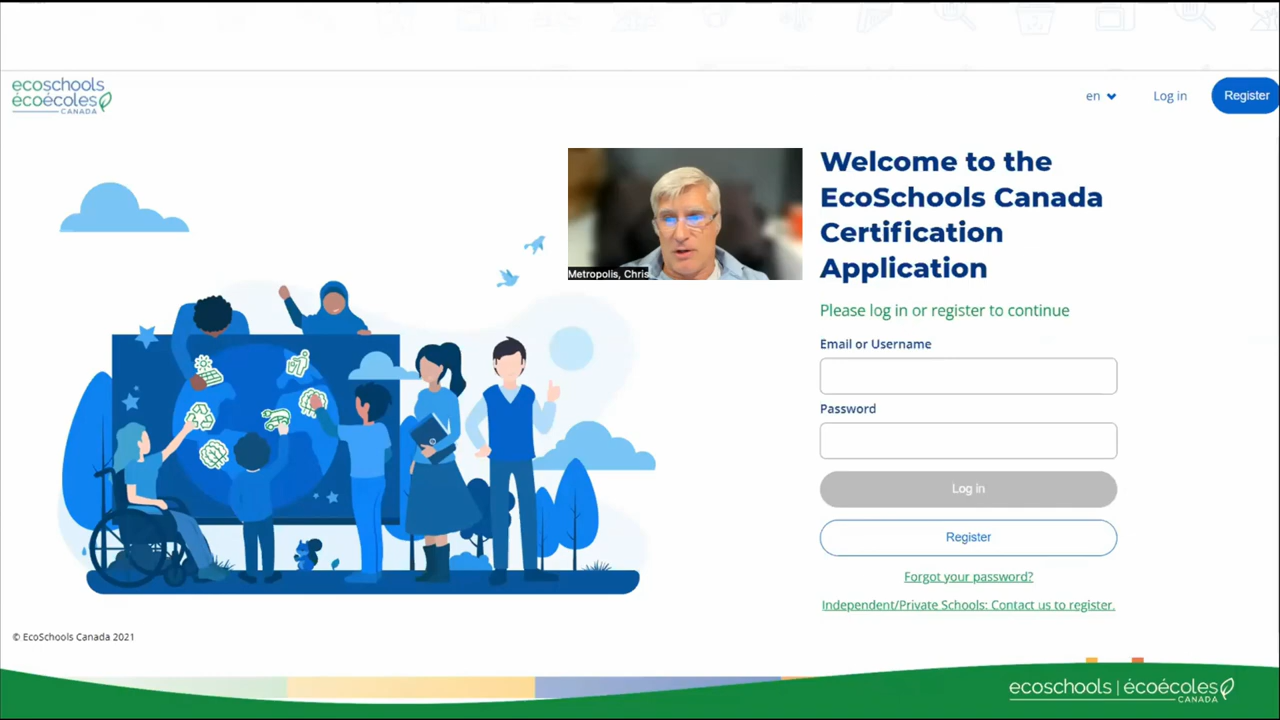 ecoschools
écoécoles
CANADA
en
Log in
Register
Welcome to the
EcoSchools Canada
Certification
Application
Metropolis, Chris
Please log in or register to continue
Email or Username
Password
Log in
Register
Forgot your password?
Independent/Private Schools: Contact us to register.
© EcoSchools Canada 2021
ecoschools | écoécoles
CANADA